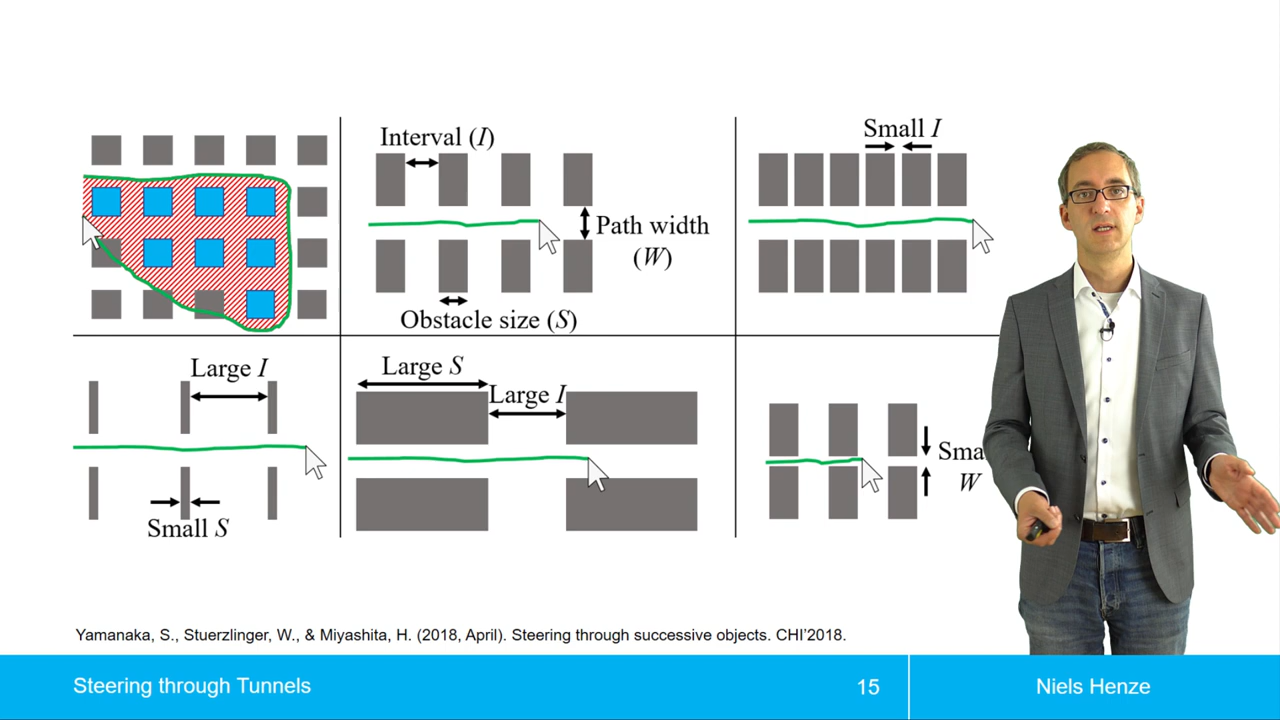 Interval (I)
Path width
(W)
Obstacle size (S)
Small I
Large I
Small S
Large S
Large I
W
Yamanaka, S., Stuerzlinger, W., & Miyashita, H. (2018, April). Steering through successive objects. CHI'2018.
Steering through Tunnels
15
Niels Henze